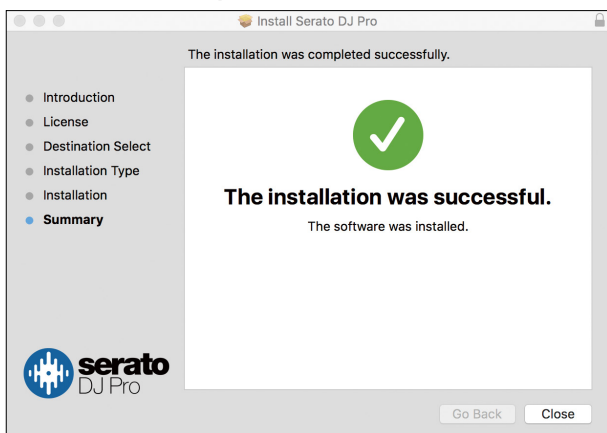 Install Serato DJ Pro
The installation was completed successfully.
Introduction
License
Destination Select
Installation Type
Installation
Summary
The installation was successful.
The software was installed.
serato
DJ Pro
Go Back
Close